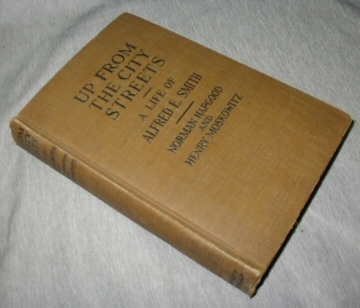 UP FROM
THE CITY
STREETS
A LIFE OF
ALFRED E. SMITH
NORMAN HAPGOOD
AND
HENRY MOSKOWITZ